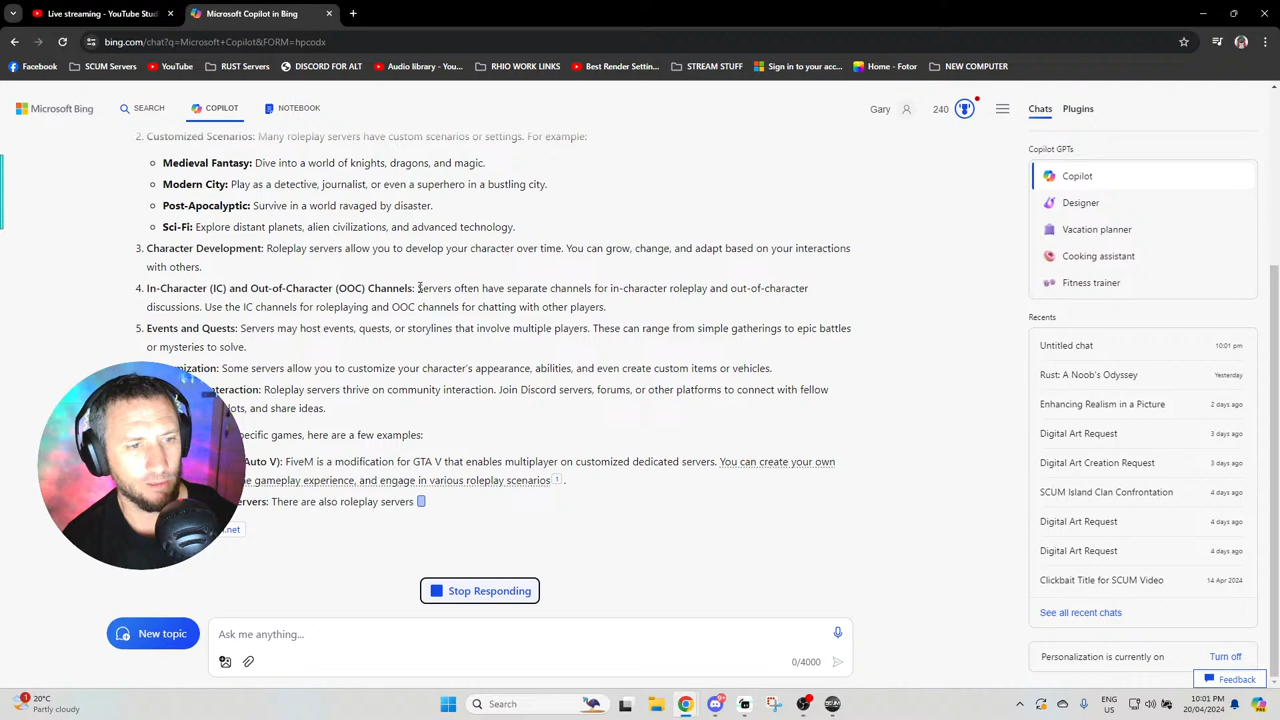 Live streaming - YouTube Stud
Microsoft Copilot in Bing
bing.com/chat?q=Microsoft+Copilot&FORM=hpcodx
Facebook
SCUM Servers
YouTube
RUST Servers
DISCORD FOR ALT
Audio library - You...
RHIO WORK LINKS
Best Render Settin...
STREAM STUFF
Sign in to your acc...
Home - Fotor
NEW COMPUTER
Microsoft Bing
SEARCH
COPILOT
NOTEBOOK
Gary
240
Chats
Plugins
2. Customized Scenarios: Many roleplay servers have custom scenarios or settings. For example:
Medieval Fantasy: Dive into a world of knights, dragons, and magic.
Modern City: Play as a detective, journalist, or even a superhero in a bustling city.
Post-Apocalyptic: Survive in a world ravaged by disaster.
Sci-Fi: Explore distant planets, alien civilizations, and advanced technology.
3. Character Development: Roleplay servers allow you to develop your character over time. You can grow, change, and adapt based on your interactions
with others.
4. In-Character (IC) and Out-of-Character (OOC) Channels: Servers often have separate channels for in-character roleplay and out-of-character
discussions. Use the IC channels for roleplaying and OOC channels for chatting with other players.
5. Events and Quests: Servers may host events, quests, or storylines that involve multiple players. These can range from simple gatherings to epic battles
or mysteries to solve.
mization: Some servers allow you to customize your character's appearance, abilities, and even create custom items or vehicles.
nteraction: Roleplay servers thrive on community interaction. Join Discord servers, forums, or other platforms to connect with fellow
lots, and share ideas.
pecific games, here are a few examples:
Auto V): FiveM is a modification for GTA V that enables multiplayer on customized dedicated servers. You can create your own
e gameplay experience, and engage in various roleplay scenarios 1 .
ervers: There are also roleplay servers
.net
Stop Responding
New topic
Ask me anything...
0/4000
Copilot GPTs
Copilot
Designer
Vacation planner
Cooking assistant
Fitness trainer
Recents
Untitled chat 10:01 pm
Rust: A Noob's Odyssey Yesterday
Enhancing Realism in a Picture 2 days ago
Digital Art Request 3 days ago
Digital Art Creation Request 3 days ago
SCUM Island Clan Confrontation 4 days ago
Digital Art Request 4 days ago
Digital Art Request 4 days ago
Clickbait Title for SCUM Video 14 Apr 2024
See all recent chats
Personalization is currently on Turn off
Feedback
1
20°C
Partly cloudy
Search
ENG
US
10:01 PM
20/04/2024